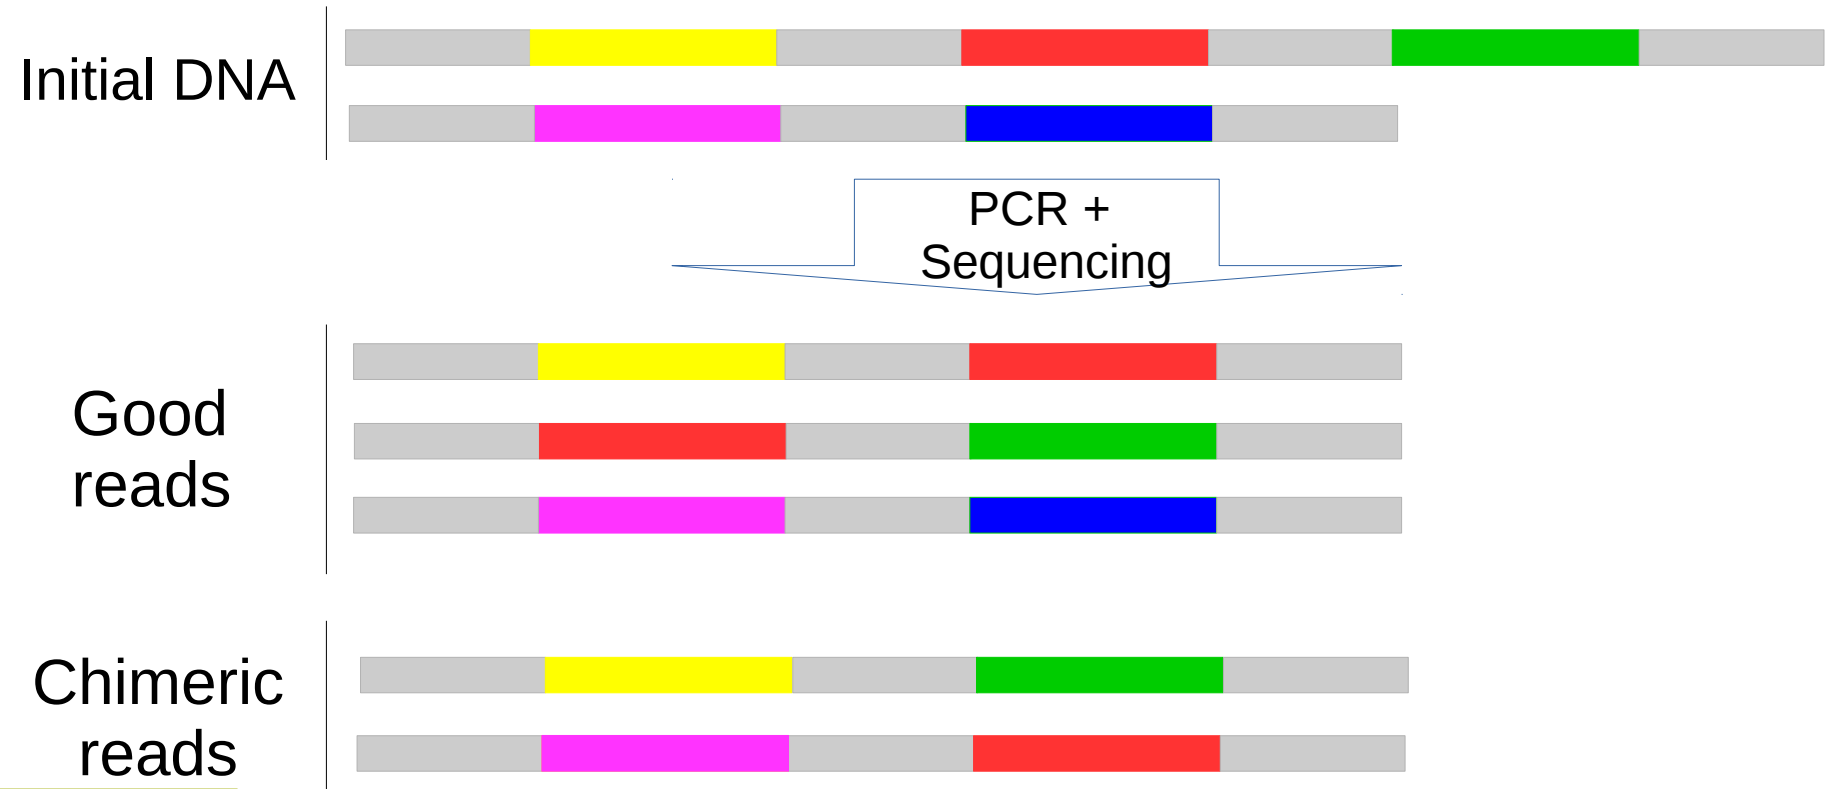 Initial DNA
PCR +
Sequencing
Good
reads
Chimeric
reads